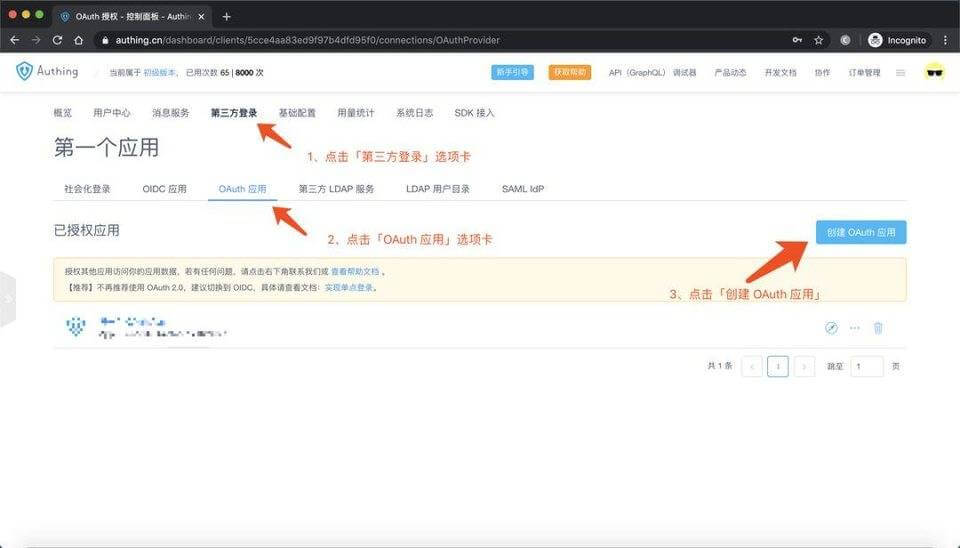 OAuth 授权 - 控制面板 - Authin
authing.cn/dashboard/clients/5cce4aa83ed9f97b4dfd95f0/connections/OAuthProvider
Incognito
Authing
当前属于 初级版本， 已用次数 65 | 8000 次
新手引导
获取帮助
API（GraphQL）调试器
产品动态
开发文档
协作
订单管理
概览
用户中心
消息服务
第三方登录
基础配置
用量统计
系统日志
SDK 接入
第一个应用
1、点击「第三方登录」选项卡
社会化登录
OIDC 应用
OAuth 应用
第三方 LDAP 服务
LDAP 用户目录
SAML IdP
已授权应用
2、点击「OAuth 应用」选项卡
创建 OAuth 应用
授权其他应用访问你的应用数据，若有任何问题，请点击右下角联系我们或 查看帮助文档 。
【推荐】不再推荐使用 OAuth 2.0，建议切换到 OIDC，具体请查看文档：实现单点登录。
3、点击「创建 OAuth 应用」
共 1 条
1
跳至
1
页